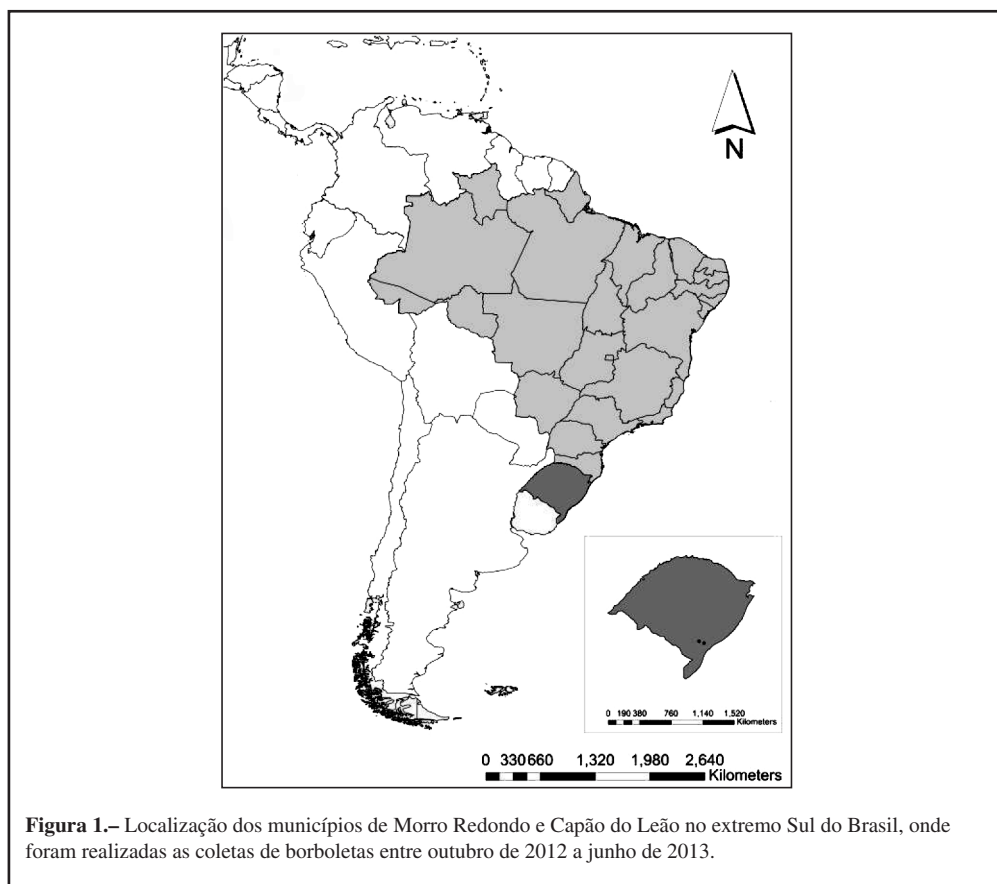 N
0 190 380 760 1,140 1,520
Kilometers
0 330 660 1,320 1,980 2,640
Kilometers
Figura 1.– Localização dos municípios de Morro Redondo e Capão do Leão no extremo Sul do Brasil, onde
foram realizadas as coletas de borboletas entre outubro de 2012 a junho de 2013.